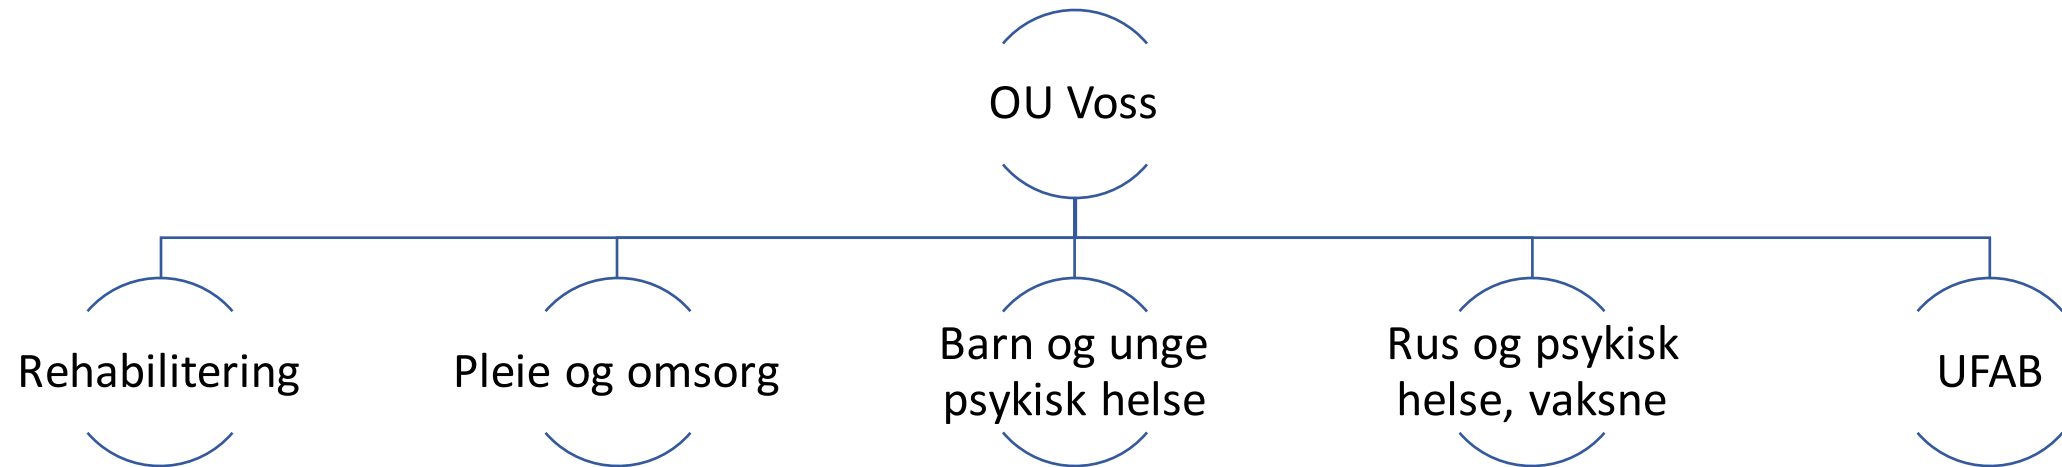 OU Voss
Rehabilitering
Pleie og omsorg
Barn og unge
psykisk helse
Rus og psykisk
helse, vaksne
UFAB